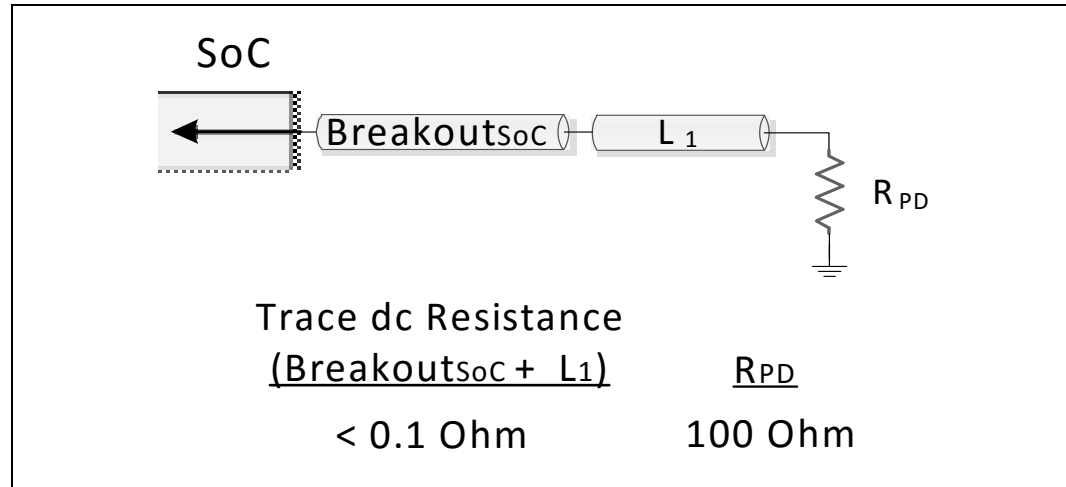 SoC
BreakoutSoC
L 1
R PD
Trace dc Resistance
(BreakoutSoC + L1)
RPD
< 0.1 Ohm
100 Ohm